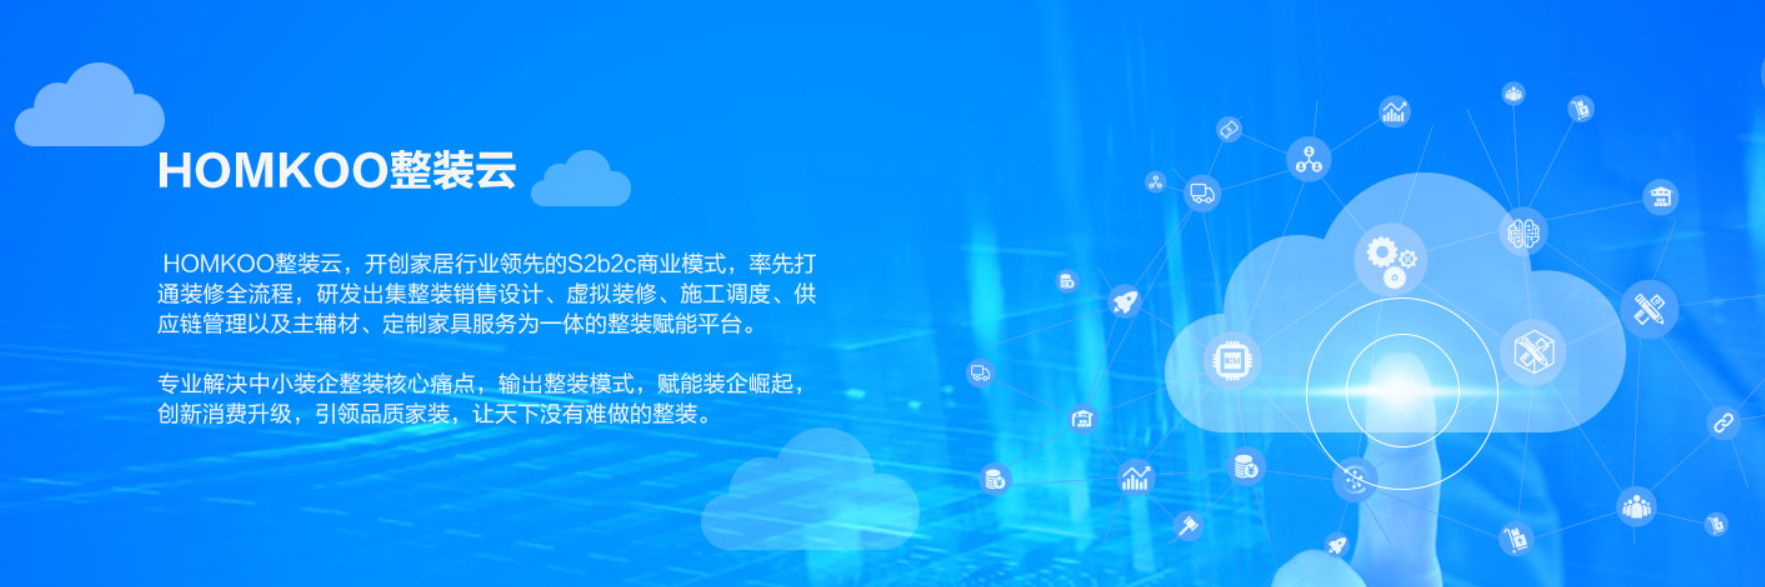 HOMKOO整装云
HOMKOO整装云，开创家居行业领先的S2b2c商业模式，率先打
通装修全流程，研发出集整装销售设计、虚拟装修、施工调度、供
应链管理以及主辅材、定制家具服务为一体的整装赋能平台。
专业解决中小装企整装核心痛点，输出整装模式，赋能装企崛起，
创新消费升级，引领品质家装，让天下没有难做的整装。